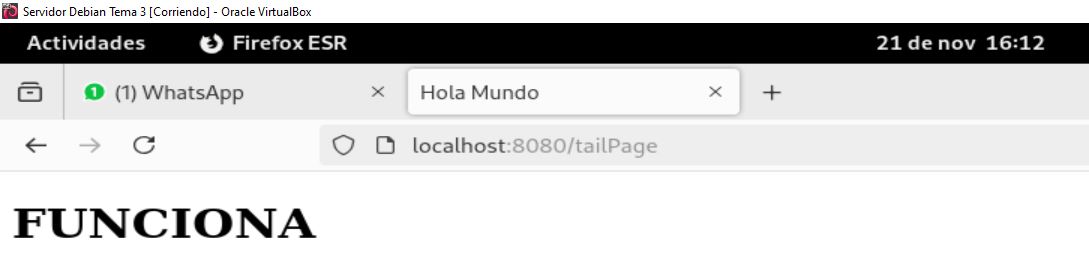 Servidor Debian Tema 3 [Corriendo] - Oracle VirtualBox
Actividades Firefox ESR 21 de nov 16:12
1 (1) WhatsApp × Hola Mundo × +
localhost:8080/tailPage
FUNCIONA